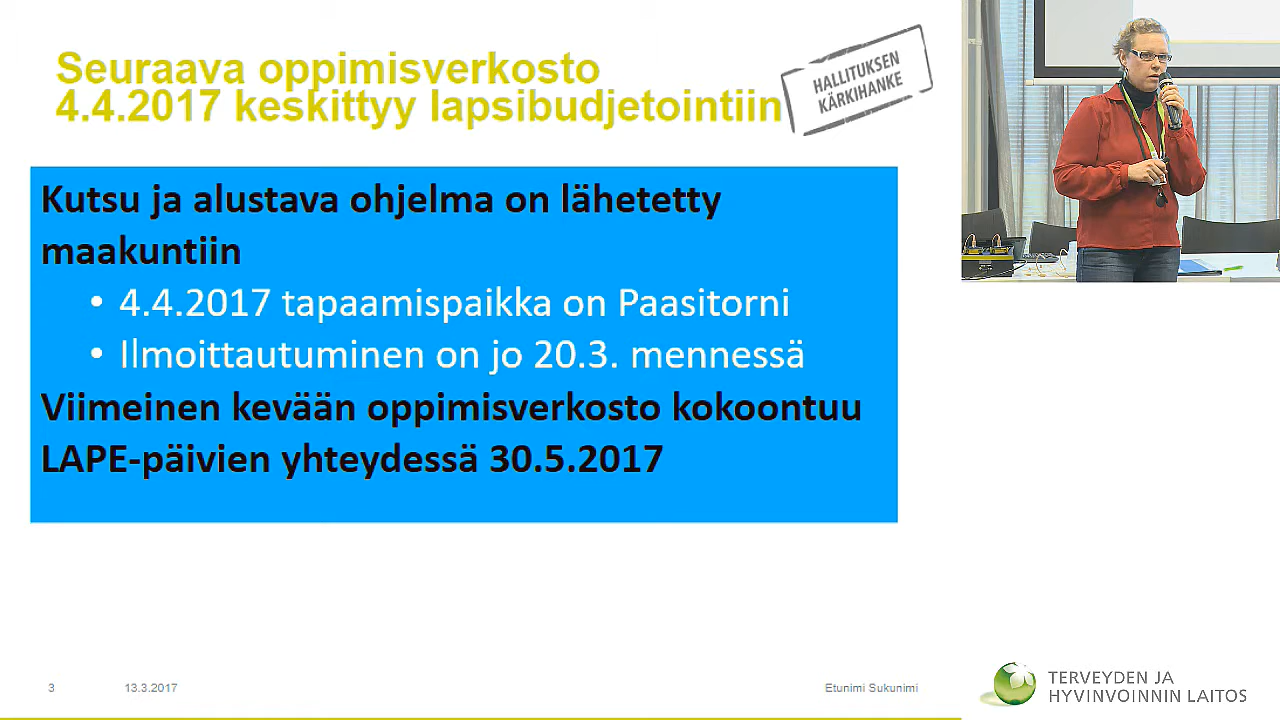 Seuraava oppimisverkosto
4.4.2017 keskittyy lapsibudjetointiin
HALLITUKSEN
KÄRKIHANKE
Kutsu ja alustava ohjelma on lähetetty
maakuntiin
• 4.4.2017 tapaamispaikka on Paasitorni
• Ilmoittautuminen on jo 20.3. mennessä
Viimeinen kevään oppimisverkosto kokoontuu
LAPE-päivien yhteydessä 30.5.2017
3
13.3.2017
Etunimi Sukunimi
TERVEYDEN JA
HYVINVOINNIN LAITOS